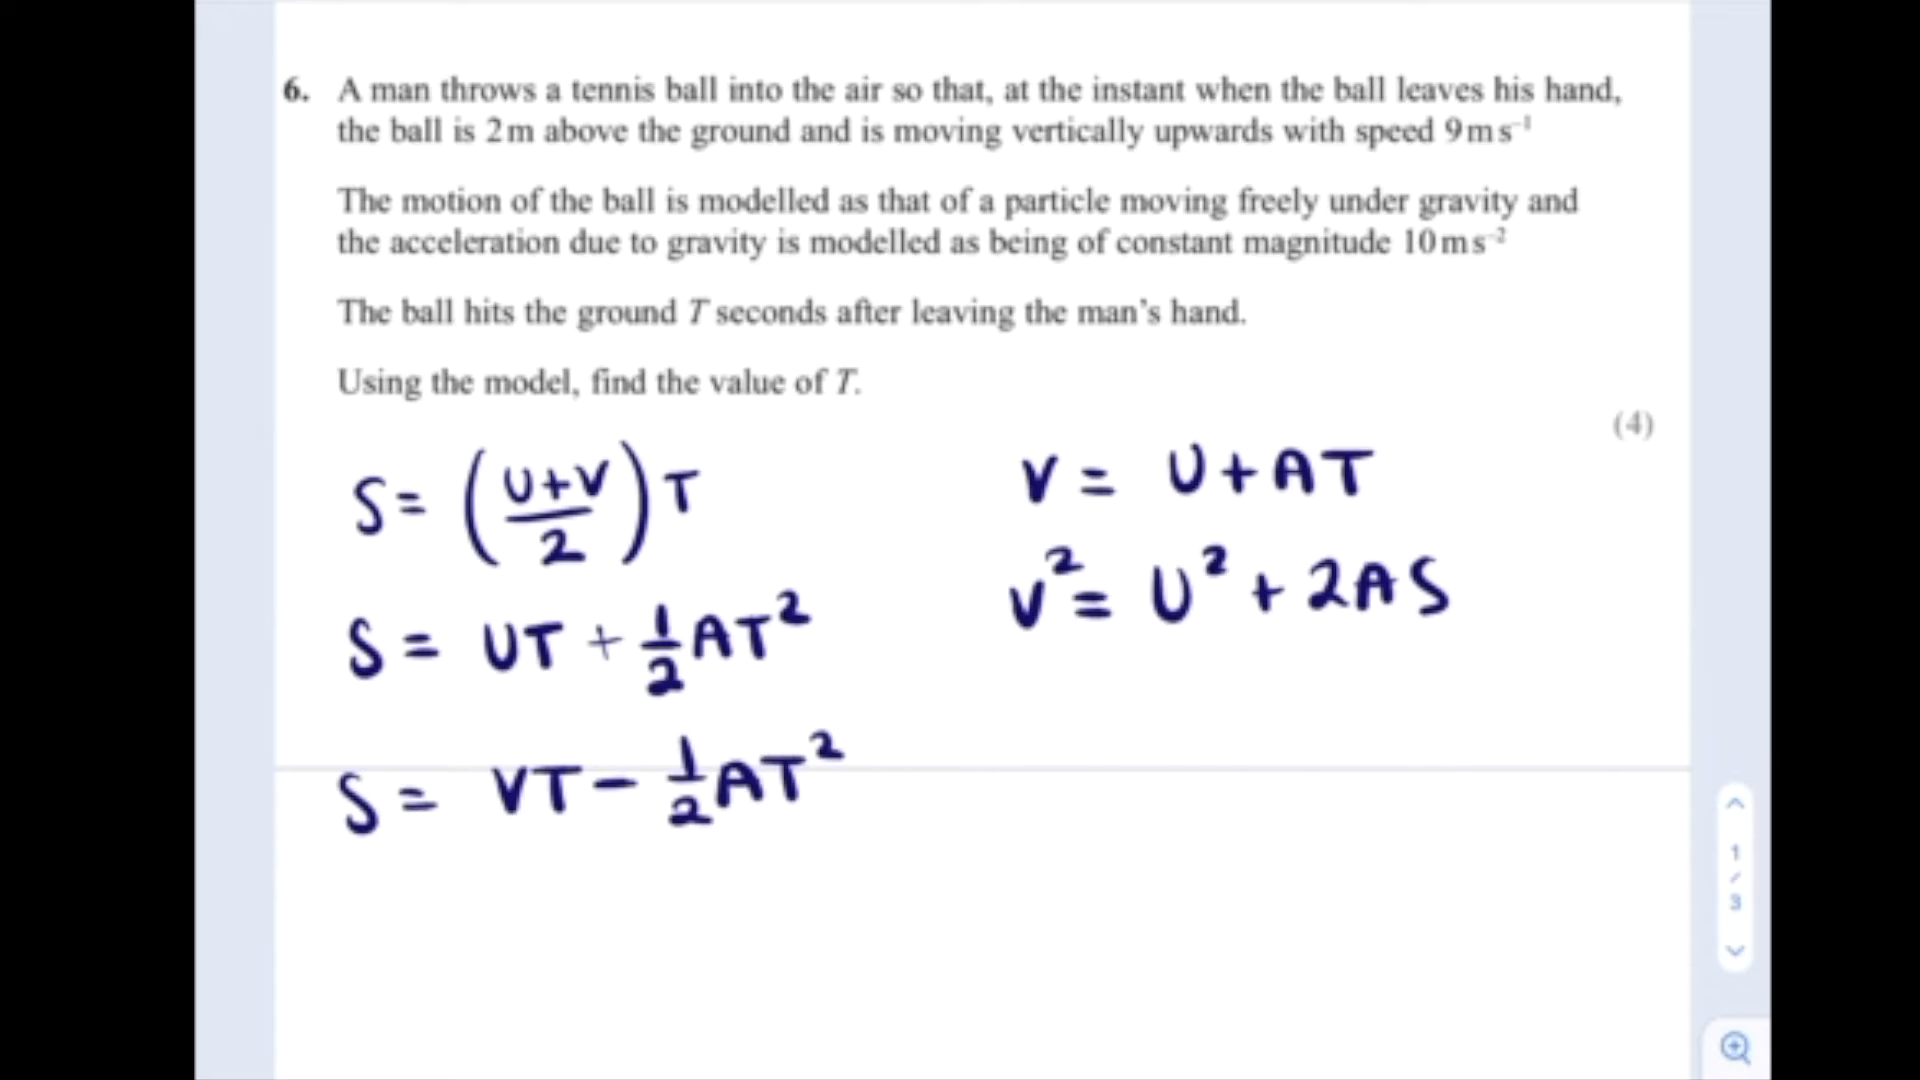 6. A man throws a tennis ball into the air so that, at the instant when the ball leaves his hand,
the ball is 2 m above the ground and is moving vertically upwards with speed 9 m s⁻¹
The motion of the ball is modelled as that of a particle moving freely under gravity and
the acceleration due to gravity is modelled as being of constant magnitude 10 m s⁻²
The ball hits the ground T seconds after leaving the man's hand.
Using the model, find the value of T.
(4)
S = (U+V/2) T
S = UT + ½AT²
S = VT − ½AT²
V = U + AT
V² = U² + 2AS
1
/
3